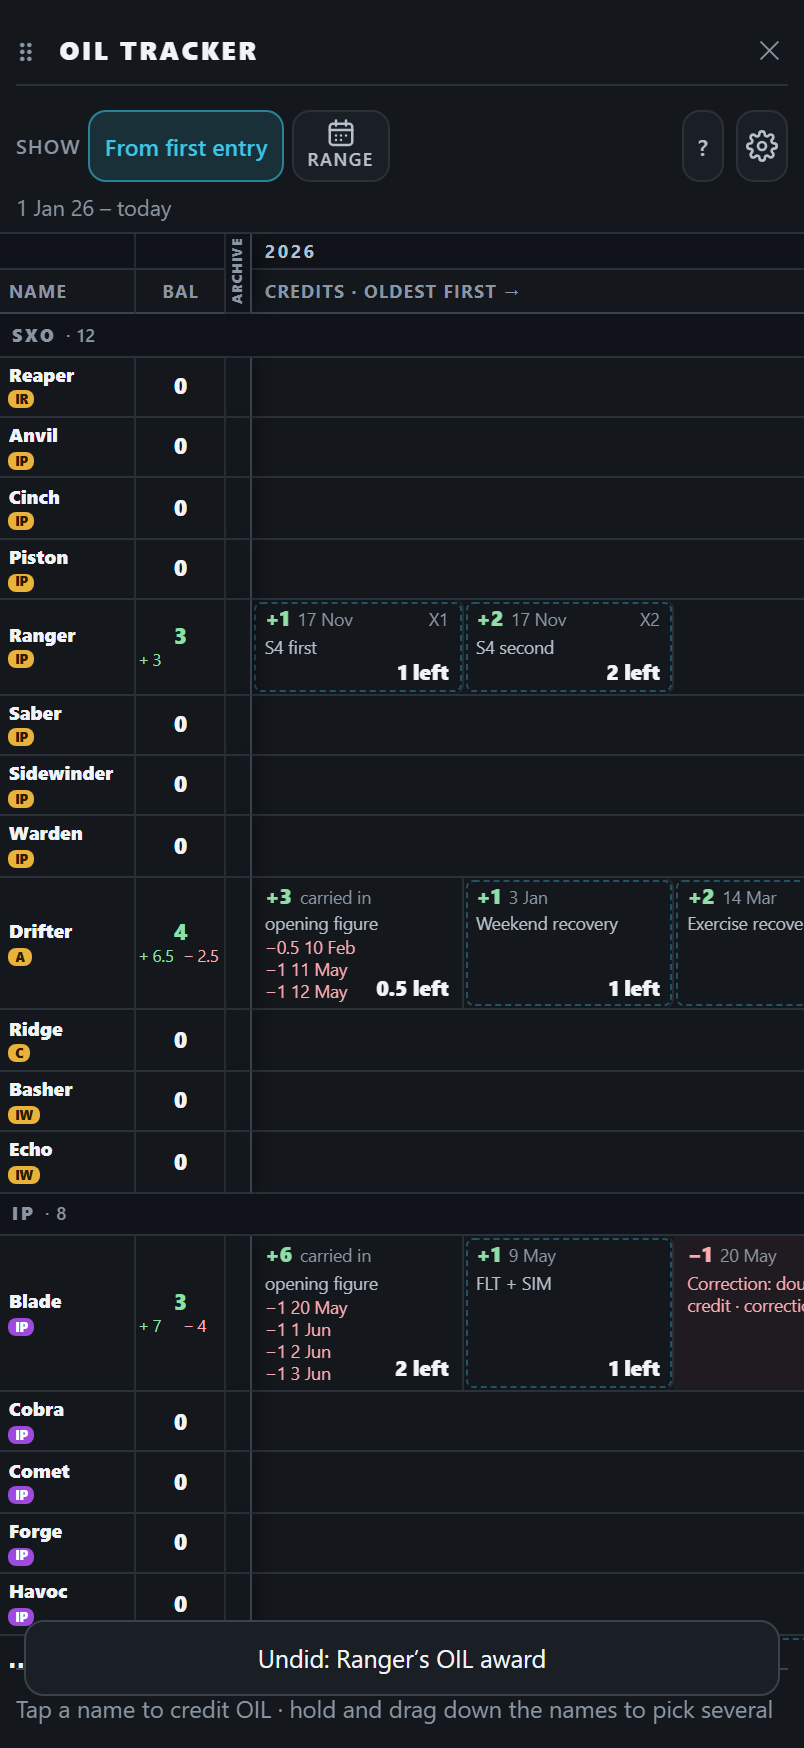 OIL TRACKER
SHOW
From first entry
RANGE
?
1 Jan 26 – today
ARCHIVE
2026
NAME
BAL
CREDITS · OLDEST FIRST →
SXO · 12
Reaper
IR
0
Anvil
IP
0
Cinch
IP
0
Piston
IP
0
Ranger
IP
3
+ 3
+1 17 Nov X1
S4 first
1 left
+2 17 Nov X2
S4 second
2 left
Saber
IP
0
Sidewinder
IP
0
Warden
IP
0
Drifter
A
4
+ 6.5 − 2.5
+3 carried in
opening figure
−0.5 10 Feb
−1 11 May
−1 12 May
0.5 left
+1 3 Jan
Weekend recovery
1 left
+2 14 Mar
Exercise recove
Ridge
C
0
Basher
IW
0
Echo
IW
0
IP · 8
Blade
IP
3
+ 7 − 4
+6 carried in
opening figure
−1 20 May
−1 1 Jun
−1 2 Jun
−1 3 Jun
2 left
+1 9 May
FLT + SIM
1 left
−1 20 May
Correction: dou
credit · correctio
Cobra
IP
0
Comet
IP
0
Forge
IP
0
Havoc
IP
0
Undid: Ranger’s OIL award
Tap a name to credit OIL · hold and drag down the names to pick several